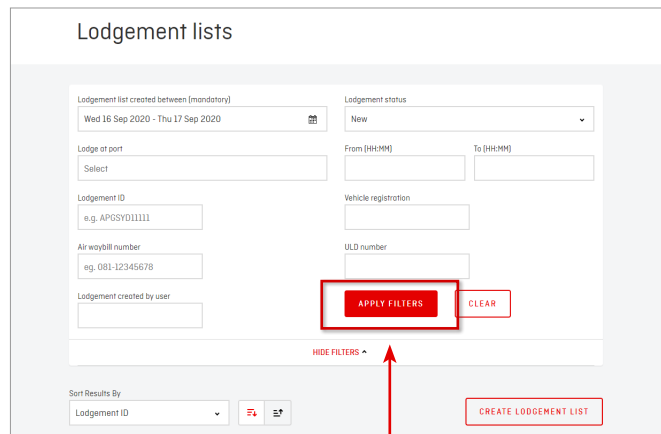 Lodgement lists
Lodgement list created between (mandatory)
Lodgement status
Wed 16 Sep 2020 - Thu 17 Sep 2020
New
Lodge at port
From (HH:MM)
To (HH:MM)
Select
Lodgement ID
Vehicle registration
e.g. APGSYD11111
Air waybill number
ULD number
eg. 081-12345678
Lodgement created by user
APPLY FILTERS
CLEAR
HIDE FILTERS
Sort Results By
Lodgement ID
CREATE LODGEMENT LIST